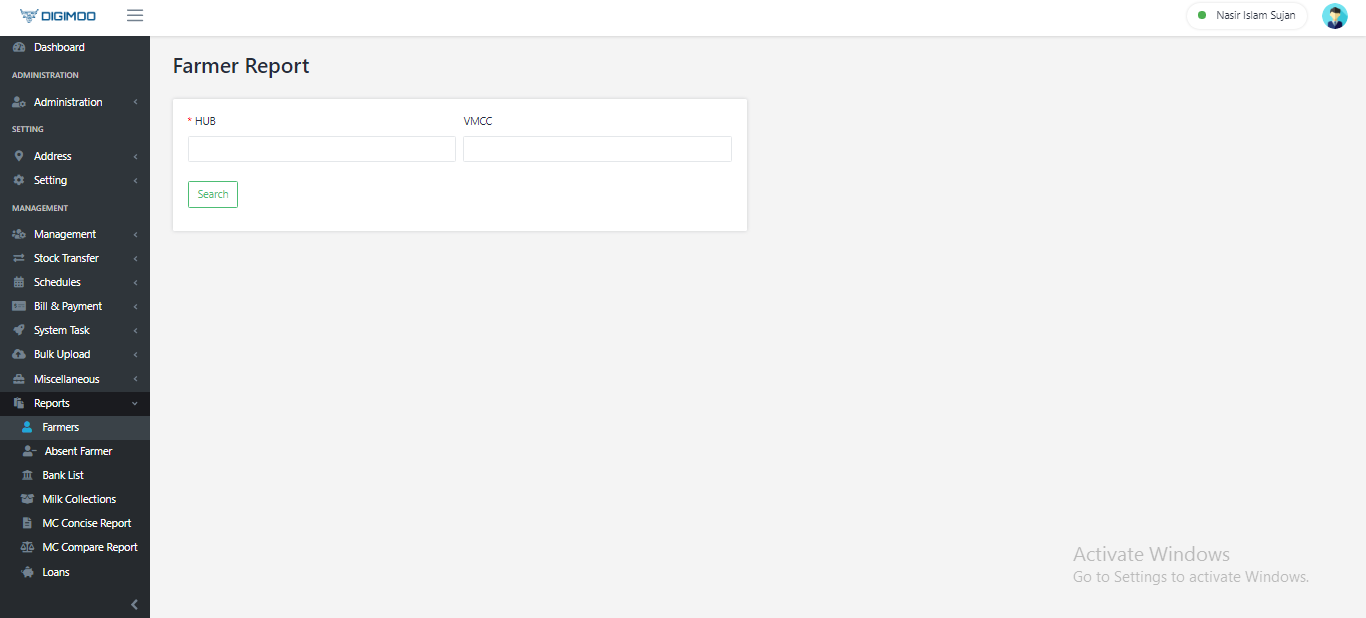 DIGIMOO
Nasir Islam Sujan
Dashboard
ADMINISTRATION
Administration
SETTING
Address
Setting
MANAGEMENT
Management
Stock Transfer
Schedules
Bill & Payment
System Task
Bulk Upload
Miscellaneous
Reports
Farmers
Absent Farmer
Bank List
Milk Collections
MC Concise Report
MC Compare Report
Loans
Farmer Report
* HUB
VMCC
Search
Activate Windows
Go to Settings to activate Windows.